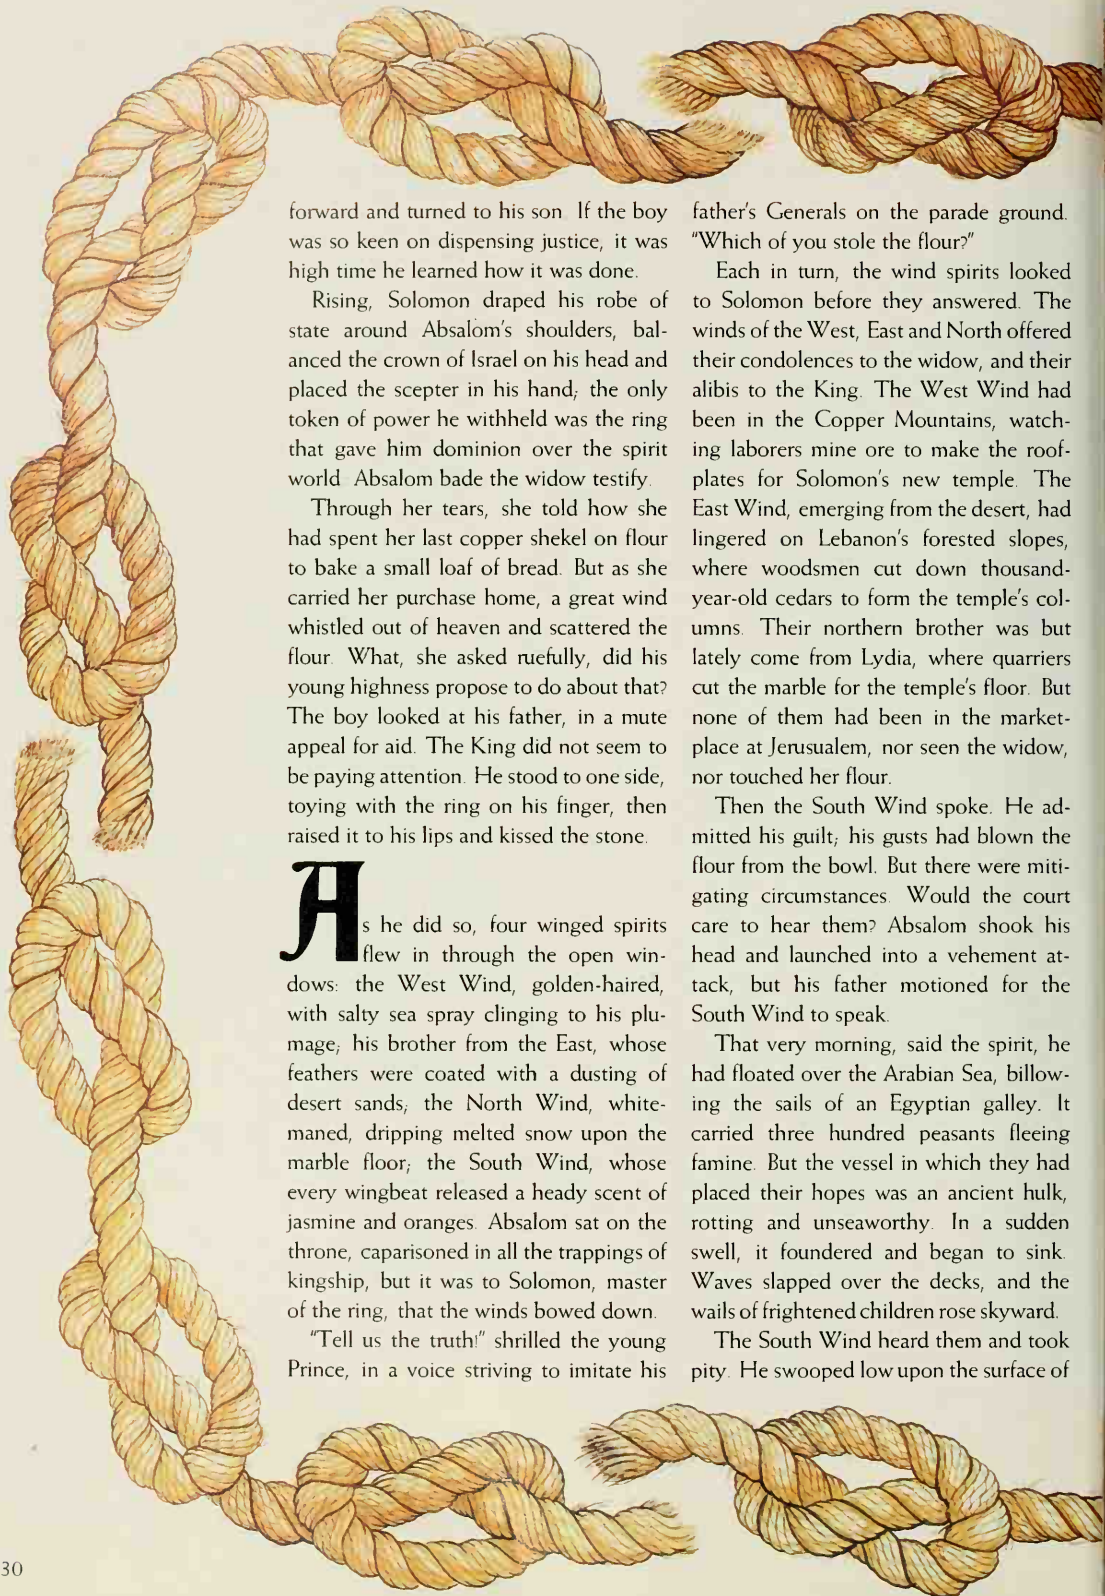 forward and turned to his son. If the boy
was so keen on dispensing justice, it was
high time he learned how it was done.
Rising, Solomon draped his robe of
state around Absalom's shoulders, bal-
anced the crown of Israel on his head and
placed the scepter in his hand; the only
token of power he withheld was the ring
that gave him dominion over the spirit
world. Absalom bade the widow testify.
Through her tears, she told how she
had spent her last copper shekel on flour
to bake a small loaf of bread. But as she
carried her purchase home, a great wind
whistled out of heaven and scattered the
flour. What, she asked ruefully, did his
young highness propose to do about that?
The boy looked at his father, in a mute
appeal for aid. The King did not seem to
be paying attention. He stood to one side,
toying with the ring on his finger, then
raised it to his lips and kissed the stone.
As he did so, four winged spirits
flew in through the open win-
dows: the West Wind, golden-haired,
with salty sea spray clinging to his plu-
mage; his brother from the East, whose
feathers were coated with a dusting of
desert sands; the North Wind, white-
maned, dripping melted snow upon the
marble floor; the South Wind, whose
every wingbeat released a heady scent of
jasmine and oranges. Absalom sat on the
throne, caparisoned in all the trappings of
kingship, but it was to Solomon, master
of the ring, that the winds bowed down.
"Tell us the truth!" shrilled the young
Prince, in a voice striving to imitate his
father's Generals on the parade ground.
"Which of you stole the flour?"
Each in turn, the wind spirits looked
to Solomon before they answered. The
winds of the West, East and North offered
their condolences to the widow, and their
alibis to the King. The West Wind had
been in the Copper Mountains, watch-
ing laborers mine ore to make the roof-
plates for Solomon's new temple. The
East Wind, emerging from the desert, had
lingered on Lebanon's forested slopes,
where woodsmen cut down thousand-
year-old cedars to form the temple's col-
umns. Their northern brother was but
lately come from Lydia, where quarriers
cut the marble for the temple's floor. But
none of them had been in the market-
place at Jerusualem, nor seen the widow,
nor touched her flour.
Then the South Wind spoke. He ad-
mitted his guilt; his gusts had blown the
flour from the bowl. But there were miti-
gating circumstances. Would the court
care to hear them? Absalom shook his
head and launched into a vehement at-
tack, but his father motioned for the
South Wind to speak.
That very morning, said the spirit, he
had floated over the Arabian Sea, billow-
ing the sails of an Egyptian galley. It
carried three hundred peasants fleeing
famine. But the vessel in which they had
placed their hopes was an ancient hulk,
rotting and unseaworthy. In a sudden
swell, it foundered and began to sink.
Waves slapped over the decks, and the
wails of frightened children rose skyward.
The South Wind heard them and took
pity. He swooped low upon the surface of
30